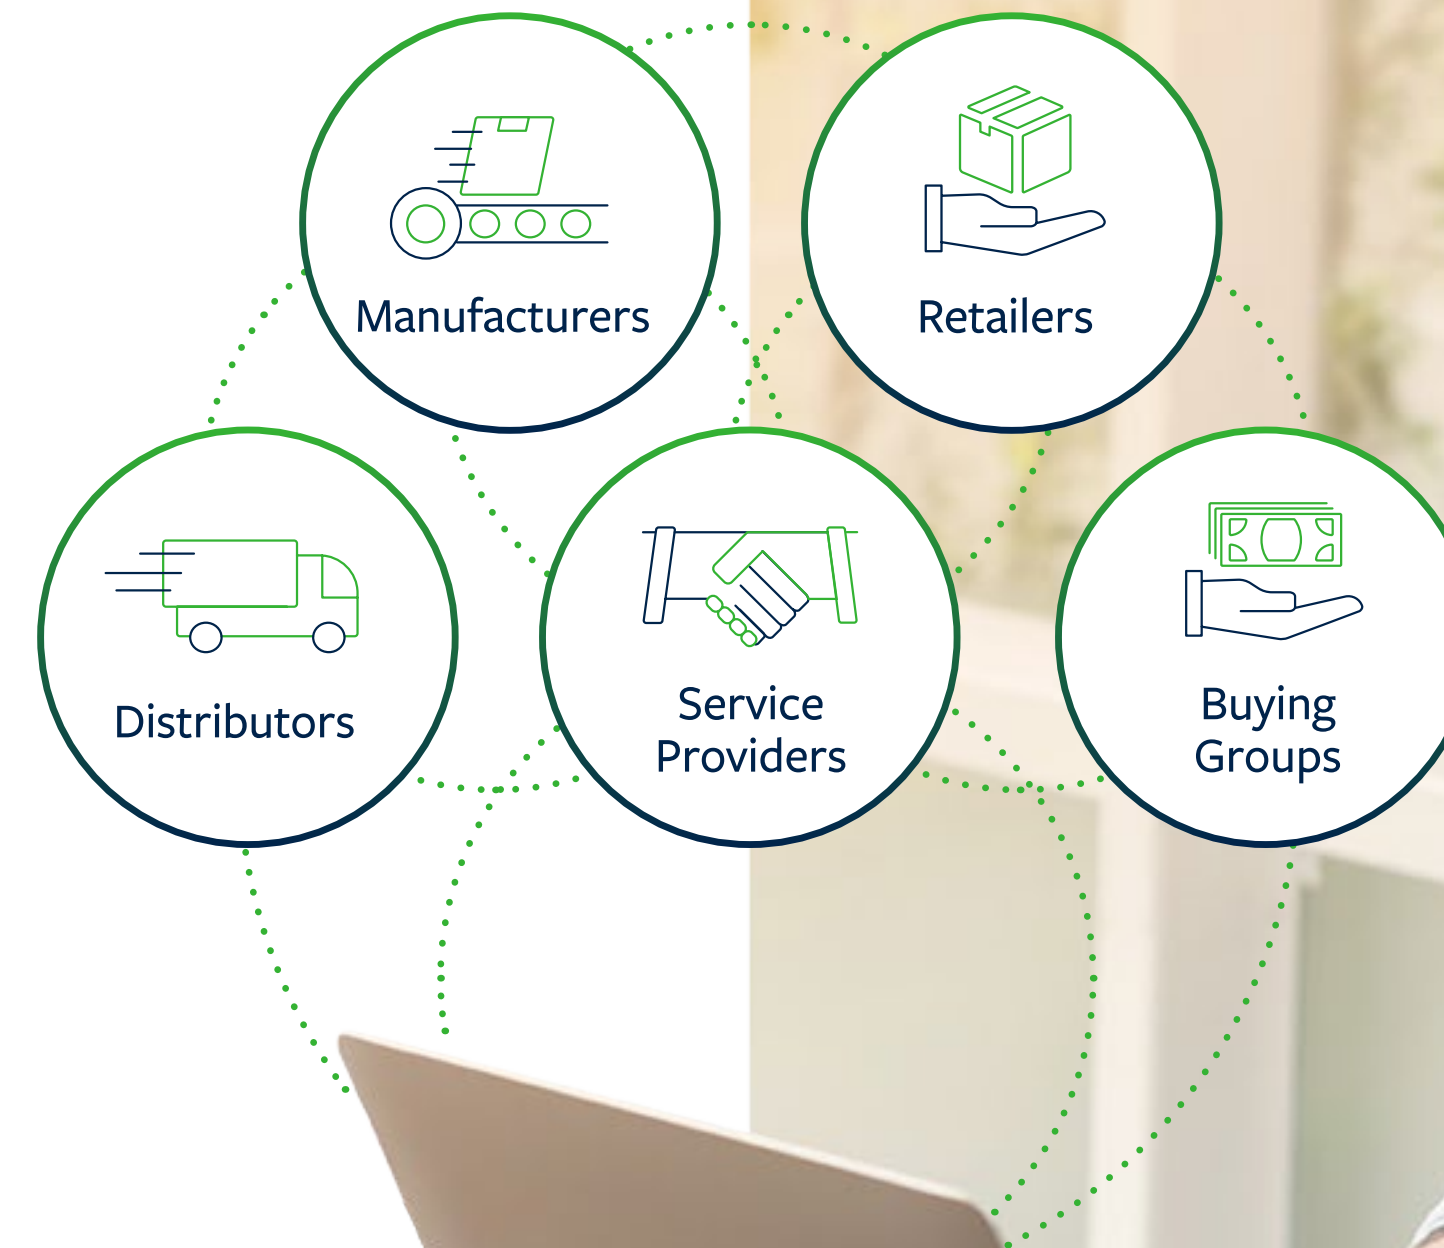 Manufacturers
Retailers
Distributors
Service
Providers
Buying
Groups